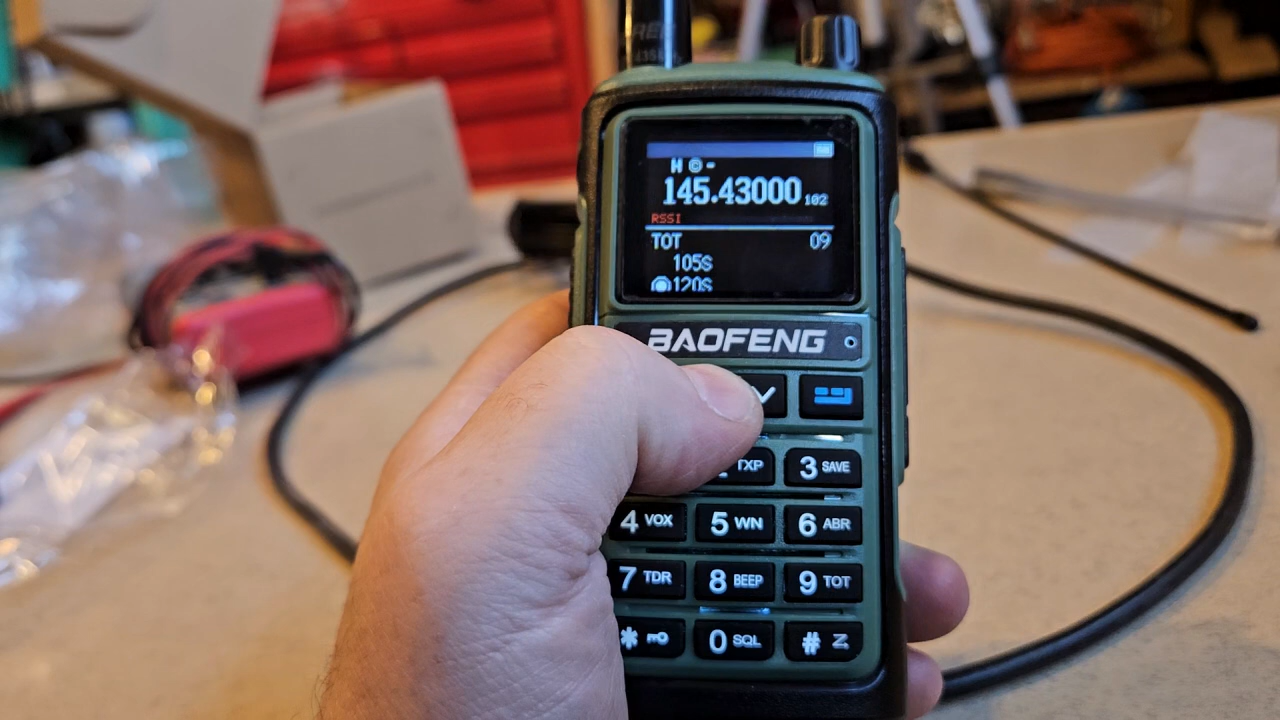 H © -
145.43000 102
RSSI
TOT 09
105S
120S
BAOFENG
TXP 3 SAVE
4 VOX 5 WN 6 ABR
7 TDR 8 BEEP 9 TOT
* 0 SQL #